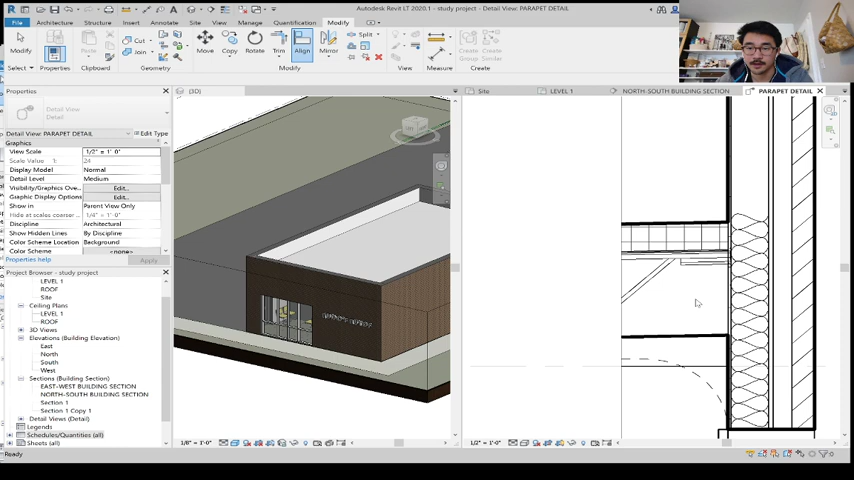 Autodesk Revit LT 2020.1 - study project - Detail View: PARAPET DETAIL
File Architecture Structure Insert Annotate Site View Manage Quantification Modify
Modify Cut Join Move Copy Rotate Trim Align Mirror Split Measure Create Similar Create Group
Select Properties Clipboard Geometry Modify View Measure Create
Properties
(3D) Site LEVEL 1 NORTH-SOUTH BUILDING SECTION PARAPET DETAIL
Detail View
Detail
Detail View: PARAPET DETAIL Edit Type
Graphics
View Scale 1/2" = 1'-0"
Scale Value 1: 24
Display Model Normal
Detail Level Medium
Visibility/Graphics Ove... Edit...
Graphic Display Options Edit...
Show in Parent View Only
Hide at scales coarser ... 1/4" = 1'-0"
Discipline Architectural
Show Hidden Lines By Discipline
Color Scheme Location Background
Color Scheme <none>
Properties help Apply
Project Browser - study project
LEVEL 1
ROOF
Site
Ceiling Plans
LEVEL 1
ROOF
3D Views
Elevations (Building Elevation)
East
North
South
West
Sections (Building Section)
EAST-WEST BUILDING SECTION
NORTH-SOUTH BUILDING SECTION
Section 1
Section 1 Copy 1
Detail Views (Detail)
Legends
Schedules/Quantities (all)
Sheets (all)
1/8" = 1'-0" 1/2" = 1'-0"
Ready